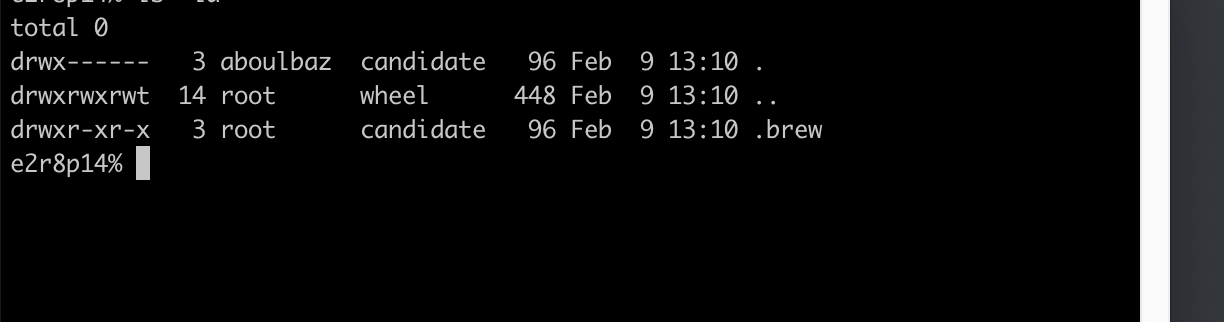 total 0
drwx------   3 aboulbaz  candidate   96 Feb  9 13:10 .
drwxrwxrwt  14 root      wheel      448 Feb  9 13:10 ..
drwxr-xr-x   3 root      candidate   96 Feb  9 13:10 .brew
e2r8p14%